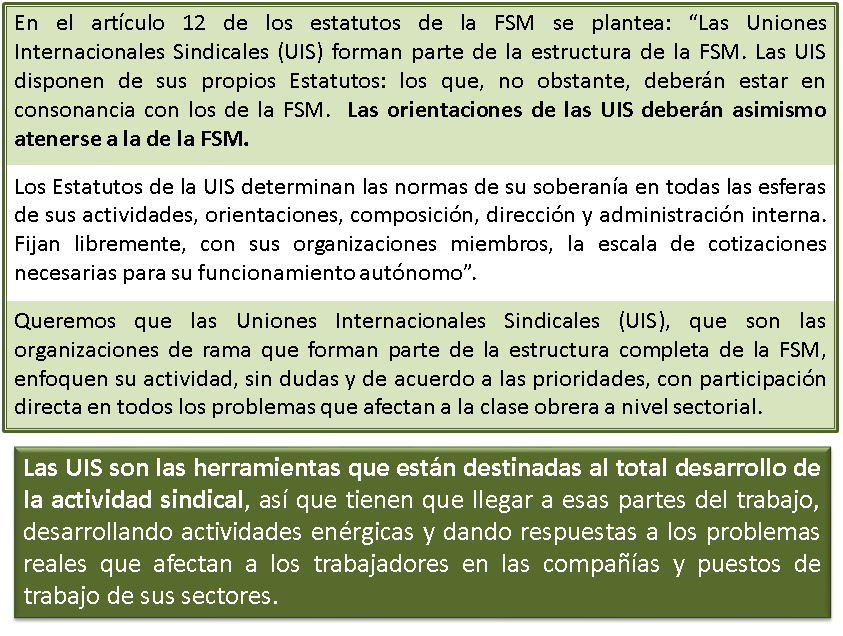 En el artículo 12 de los estatutos de la FSM se plantea: “Las Uniones
Internacionales Sindicales (UIS) forman parte de la estructura de la FSM. Las UIS
disponen de sus propios Estatutos: los que, no obstante, deberán estar en
consonancia con los de la FSM. Las orientaciones de las UIS deberán asimismo
atenerse a la de la FSM.
Los Estatutos de la UIS determinan las normas de su soberanía en todas las esferas
de sus actividades, orientaciones, composición, dirección y administración interna.
Fijan libremente, con sus organizaciones miembros, la escala de cotizaciones
necesarias para su funcionamiento autónomo”.
Queremos que las Uniones Internacionales Sindicales (UIS), que son las
organizaciones de rama que forman parte de la estructura completa de la FSM,
enfoquen su actividad, sin dudas y de acuerdo a las prioridades, con participación
directa en todos los problemas que afectan a la clase obrera a nivel sectorial.
Las UIS son las herramientas que están destinadas al total desarrollo de
la actividad sindical, así que tienen que llegar a esas partes del trabajo,
desarrollando actividades enérgicas y dando respuestas a los problemas
reales que afectan a los trabajadores en las compañías y puestos de
trabajo de sus sectores.